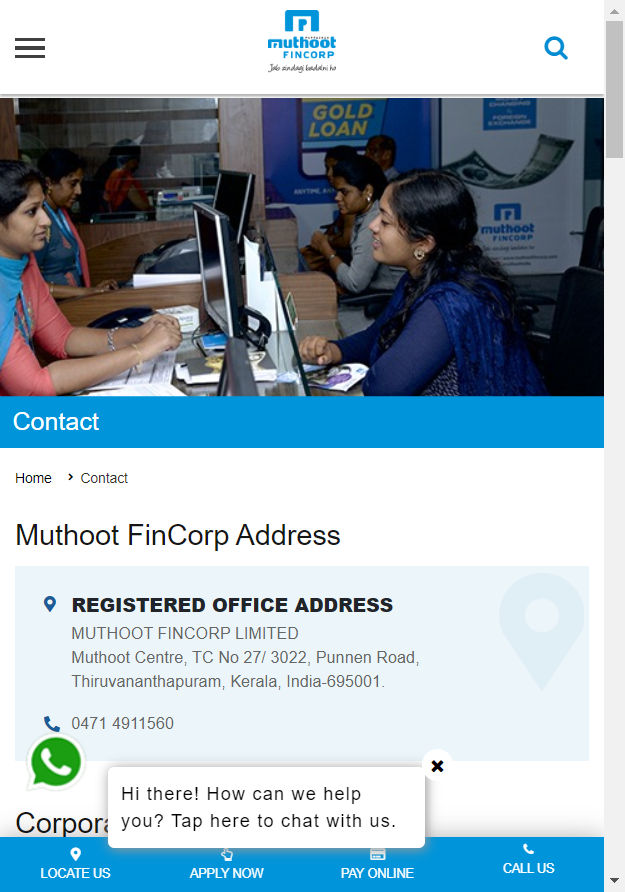 muthoot
FINCORP
Jab zindagi badalni ho
GOLD
LOAN
FOREIGN
EXCHANGE
muthoot
FINCORP
Contact
Home › Contact
Muthoot FinCorp Address
REGISTERED OFFICE ADDRESS
MUTHOOT FINCORP LIMITED
Muthoot Centre, TC No 27/ 3022, Punnen Road,
Thiruvananthapuram, Kerala, India-695001.
0471 4911560
Hi there! How can we help
you? Tap here to chat with us.
Corpora
LOCATE US
APPLY NOW
PAY ONLINE
CALL US